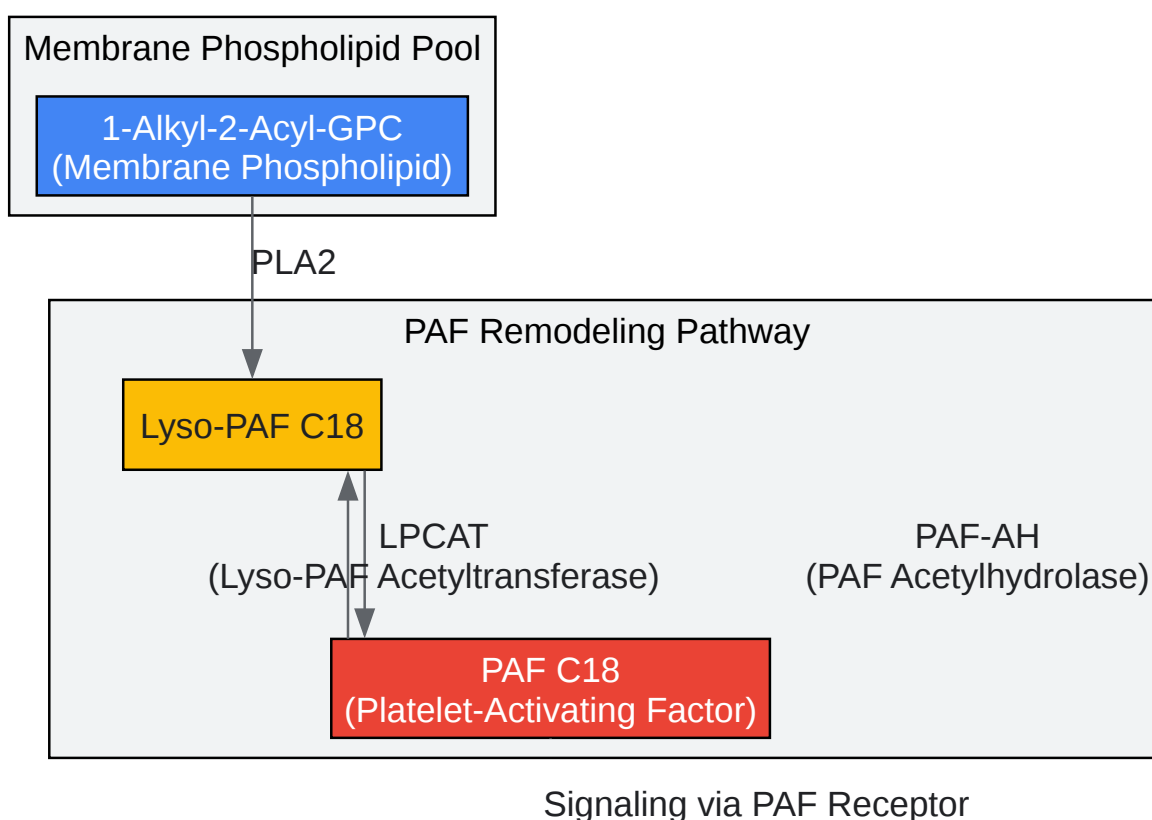 Membrane Phospholipid Pool
1-Alkyl-2-Acyl-GPC
(Membrane Phospholipid)
PLA2
PAF Remodeling Pathway
Lyso-PAF C18
LPCAT
(Lyso-PAF Acetyltransferase)
PAF-AH
(PAF Acetylhydrolase)
PAF C18
(Platelet-Activating Factor)
Signaling via PAF Receptor